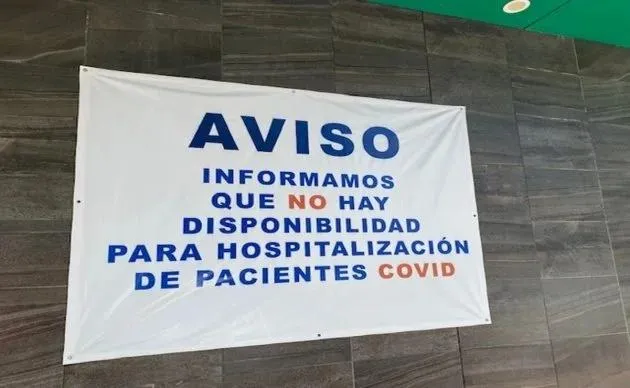 AVISO
INFORMAMOS
QUE NO HAY
DISPONIBILIDAD
PARA HOSPITALIZACIÓN
DE PACIENTES COVID